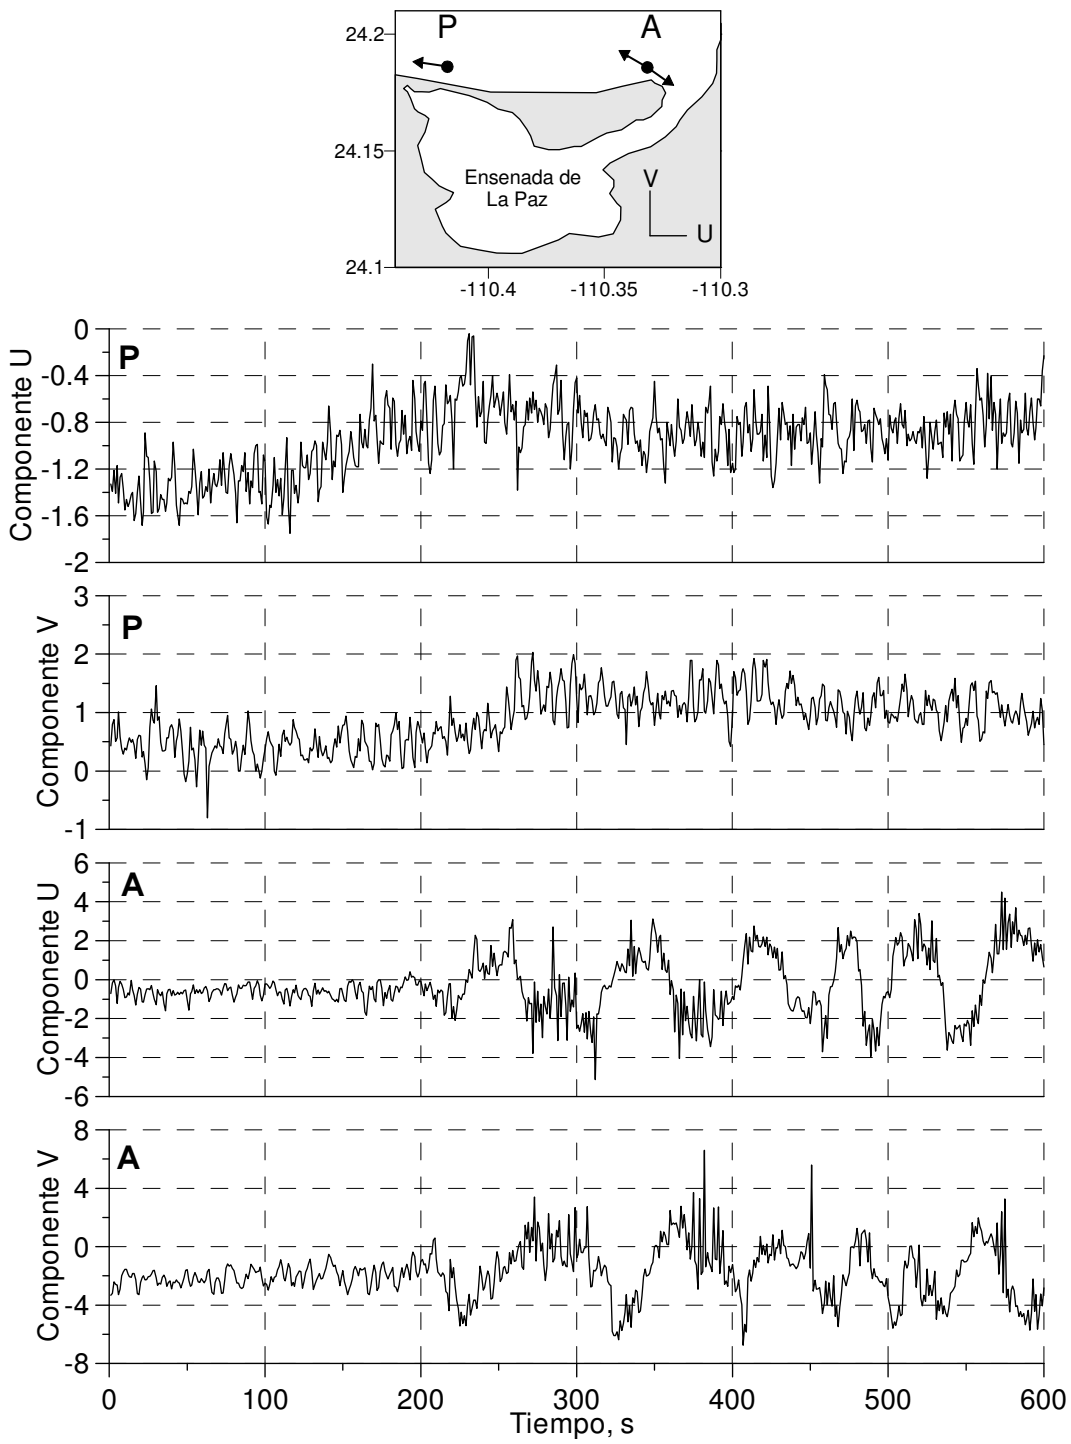 P A
24.2
24.15
24.1
Ensenada de
La Paz
V
U
-110.4 -110.35 -110.3
P
Componente U
0
-0.4
-0.8
-1.2
-1.6
-2
P
Componente V
3
2
1
0
-1
A
Componente U
6
4
2
0
-2
-4
-6
A
Componente V
8
4
0
-4
-8
0 100 200 300 400 500 600
Tiempo, s